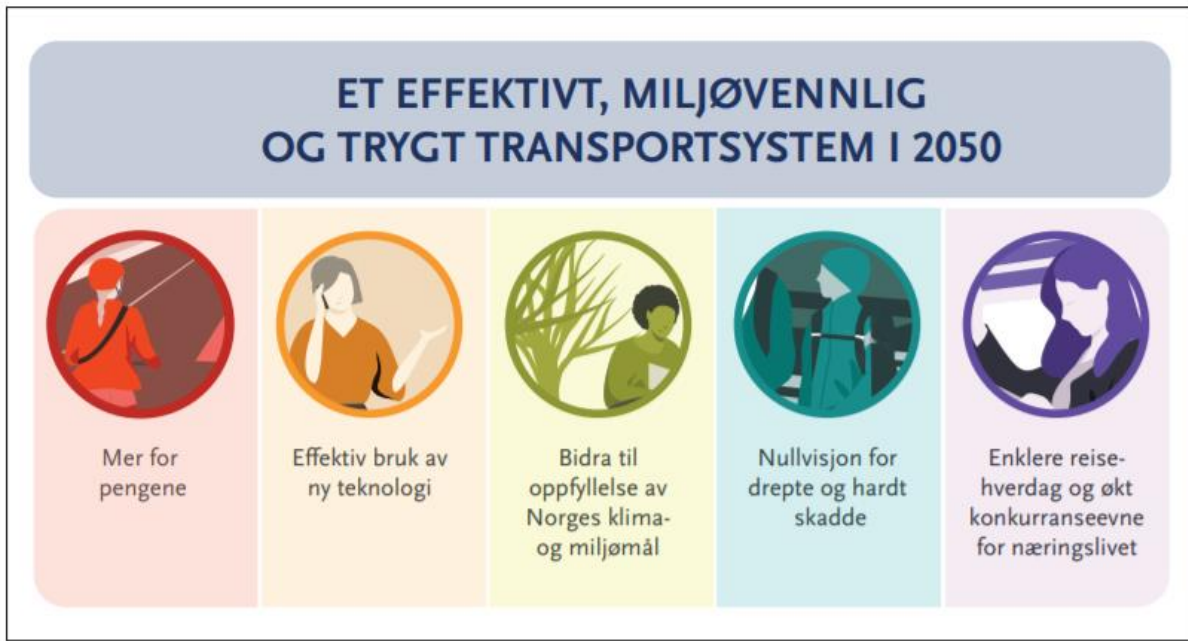 ET EFFEKTIVT, MILJØVENNLIG
OG TRYGT TRANSPORTSYSTEM I 2050
Mer for
pengene
Effektiv bruk av
ny teknologi
Bidra til
oppfyllelse av
Norges klima-
og miljømål
Nullvisjon for
drepte og hardt
skadde
Enklere reise-
hverdag og økt
konkurranseevne
for næringslivet